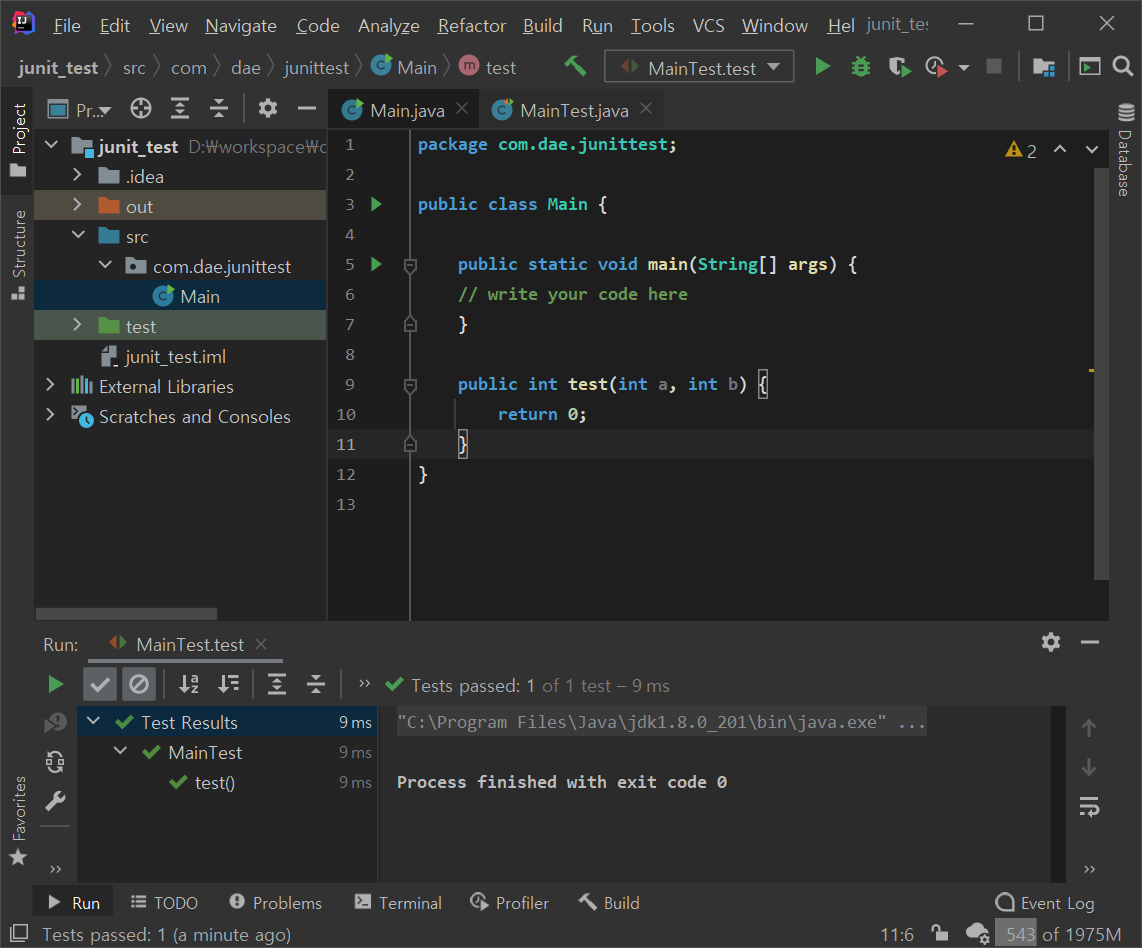 File Edit View Navigate Code Analyze Refactor Build Run Tools VCS Window Hel junit_tes
junit_test src com dae junittest Main test MainTest.test
Project
Structure
Favorites
Database
Pr...
Main.java MainTest.java
junit_test D:₩workspace₩c
.idea
out
src
com.dae.junittest
Main
test
junit_test.iml
External Libraries
Scratches and Consoles
2
1 package com.dae.junittest;
2
3 public class Main {
4
5 public static void main(String[] args) {
6 // write your code here
7 }
8
9 public int test(int a, int b) {
10 return 0;
11 }
12 }
13
Run: MainTest.test
Tests passed: 1 of 1 test – 9 ms
Test Results 9 ms
MainTest 9 ms
test() 9 ms
"C:\Program Files\Java\jdk1.8.0_201\bin\java.exe" ...
Process finished with exit code 0
Run TODO Problems Terminal Profiler Build Event Log
Tests passed: 1 (a minute ago) 11:6 543 of 1975M